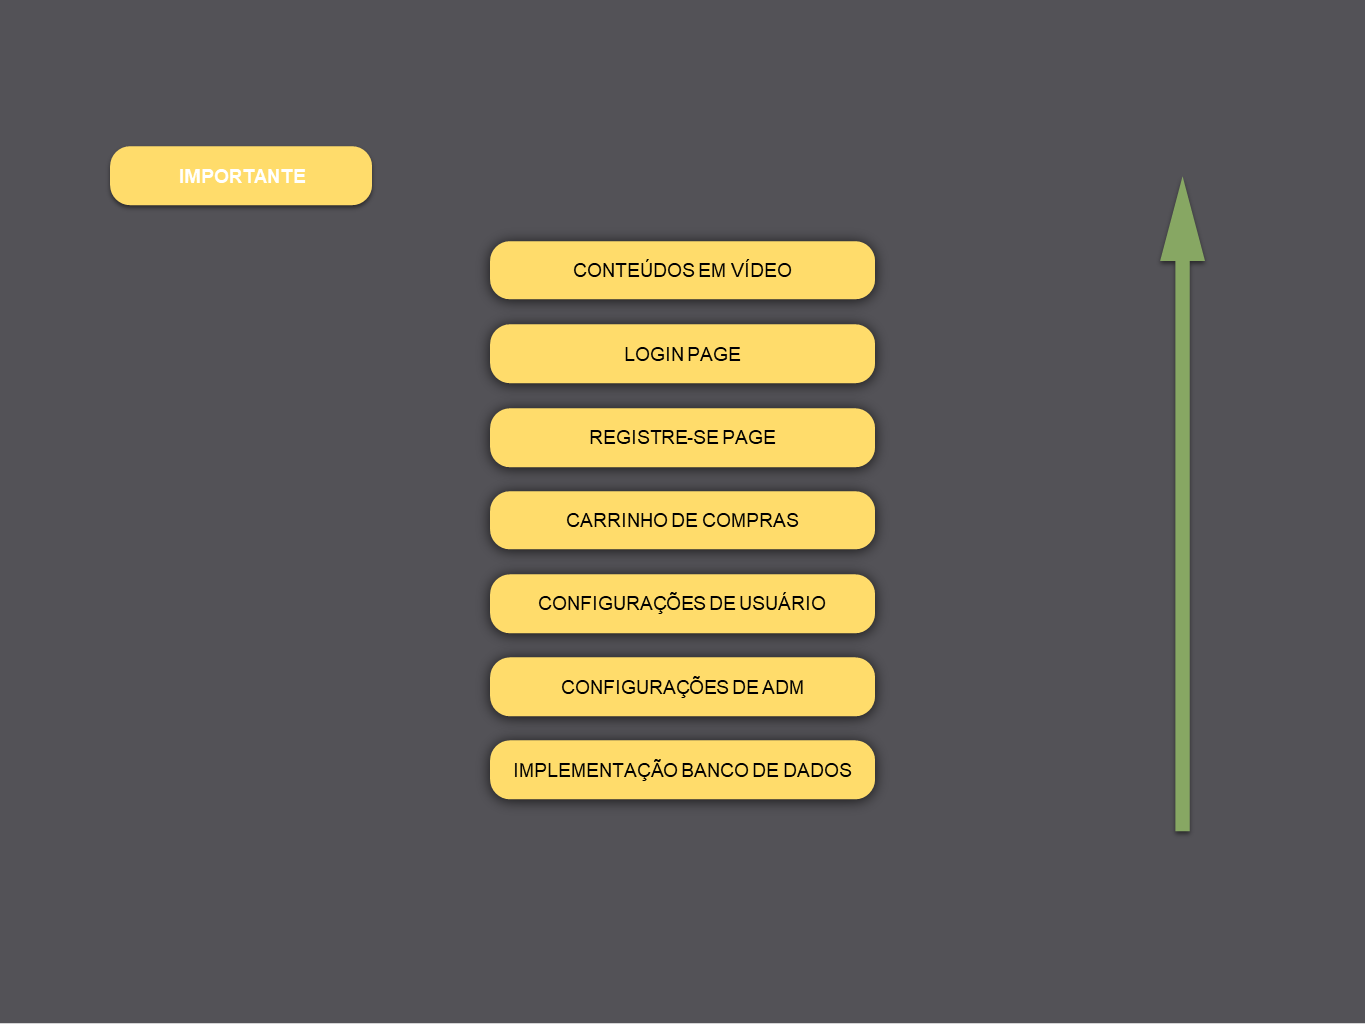 IMPORTANTE
CONTEÚDOS EM VÍDEO
LOGIN PAGE
REGISTRE-SE PAGE
CARRINHO DE COMPRAS
CONFIGURAÇÕES DE USUÁRIO
CONFIGURAÇÕES DE ADM
IMPLEMENTAÇÃO BANCO DE DADOS